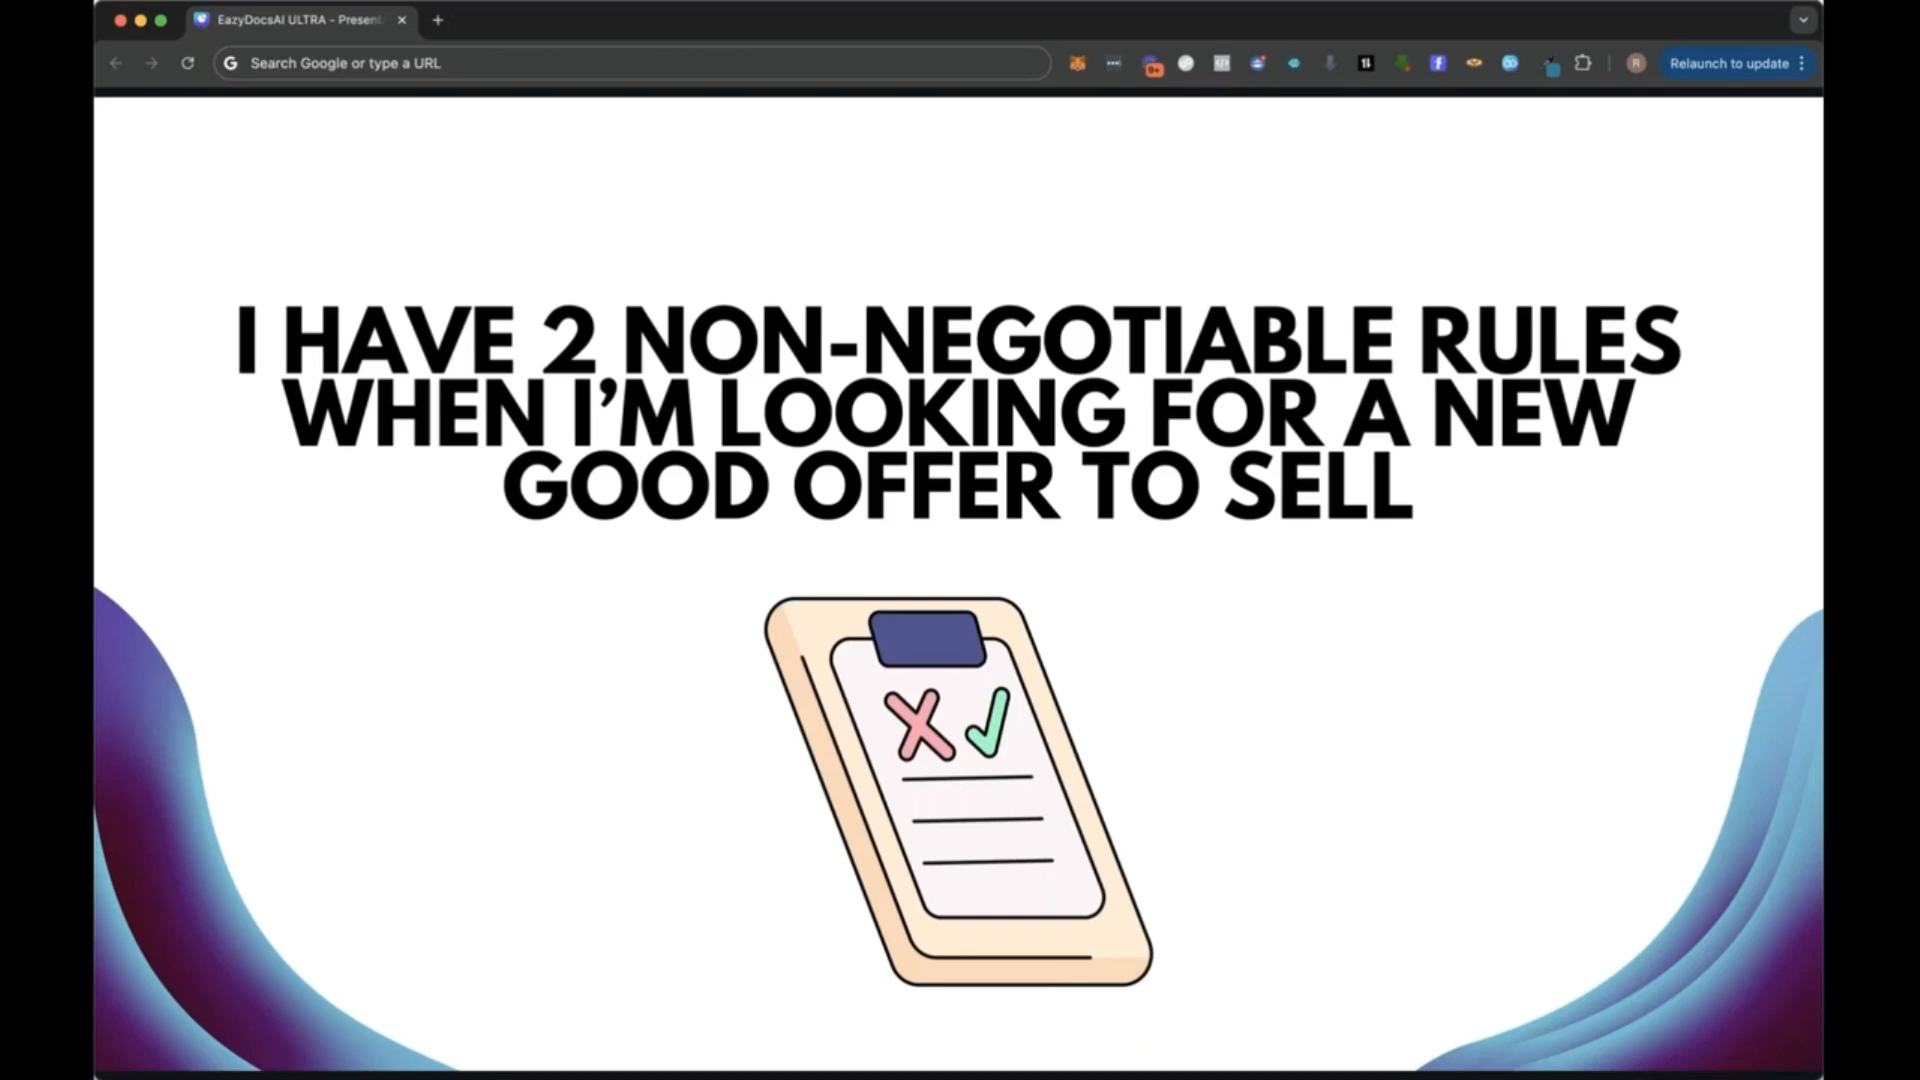 EazyDocsAI ULTRA - Present
Search Google or type a URL
9+
R
Relaunch to update
I HAVE 2 NON-NEGOTIABLE RULES
WHEN I’M LOOKING FOR A NEW
GOOD OFFER TO SELL